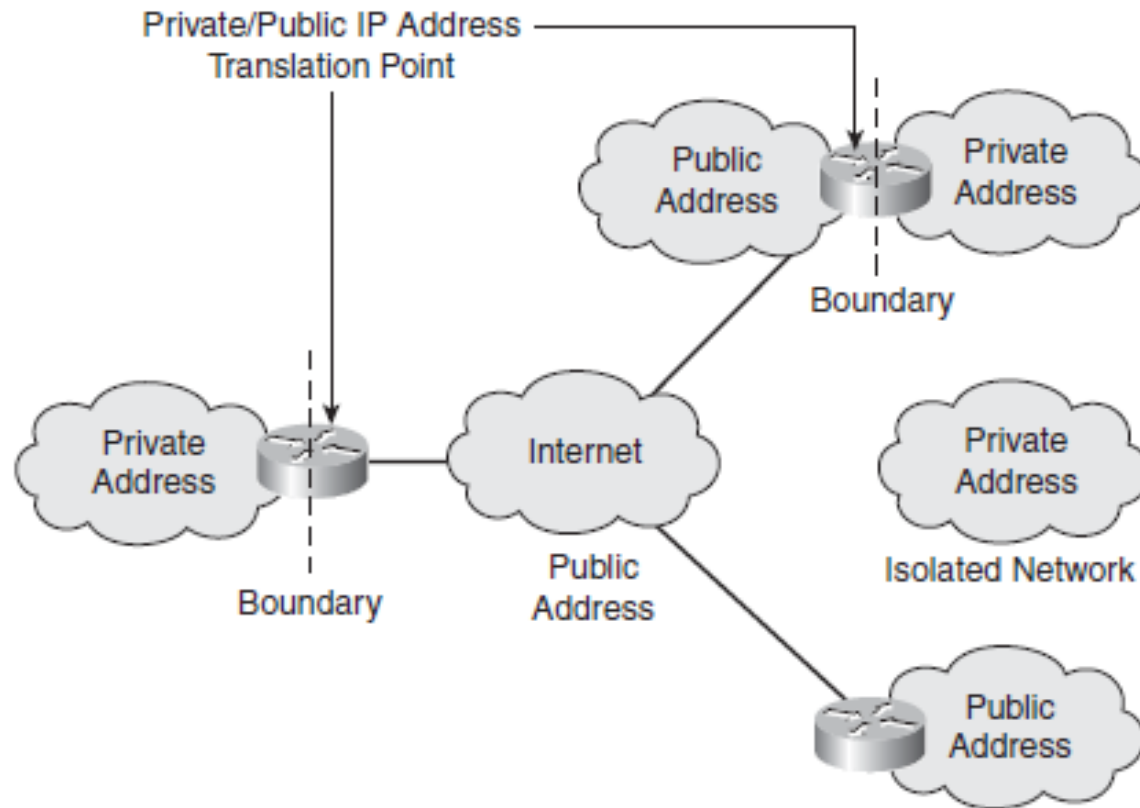 Private/Public IP Address
Translation Point
Public
Address
Private
Address
Boundary
Private
Address
Internet
Private
Address
Public
Address
Isolated Network
Boundary
Public
Address